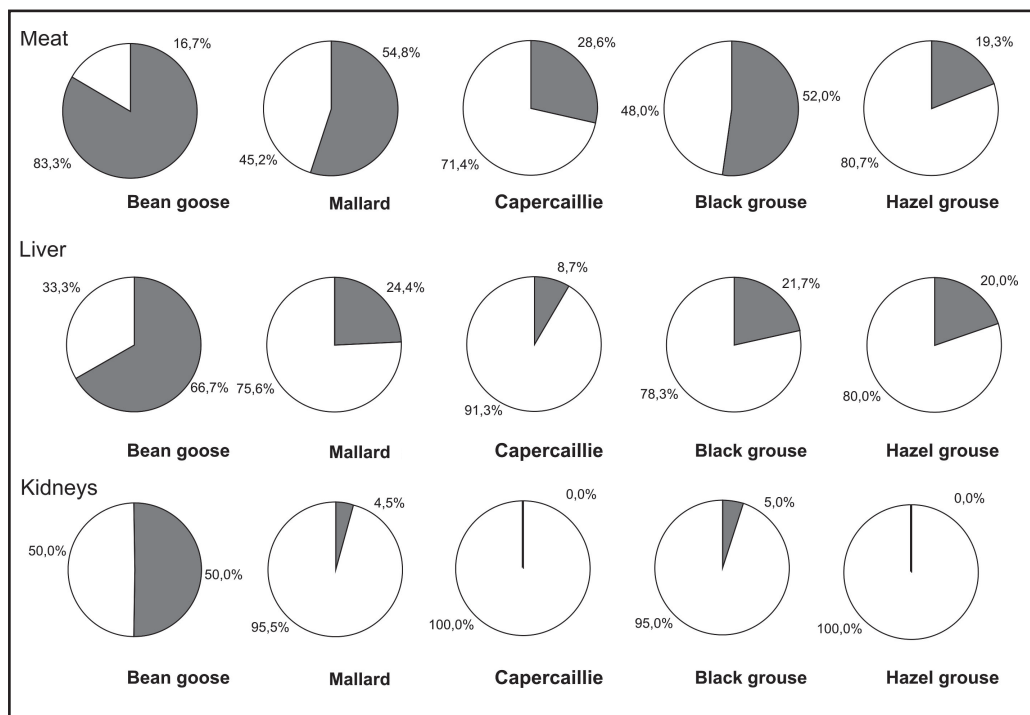 Meat
16,7% 54,8% 28,6% 52,0% 19,3%
83,3% 45,2% 71,4% 48,0% 80,7%
Bean goose Mallard Capercaillie Black grouse Hazel grouse
Liver
33,3% 24,4% 8,7% 21,7% 20,0%
66,7% 75,6% 91,3% 78,3% 80,0%
Bean goose Mallard Capercaillie Black grouse Hazel grouse
Kidneys
50,0% 4,5% 0,0% 5,0% 0,0%
50,0% 95,5% 100,0% 95,0% 100,0%
Bean goose Mallard Capercaillie Black grouse Hazel grouse